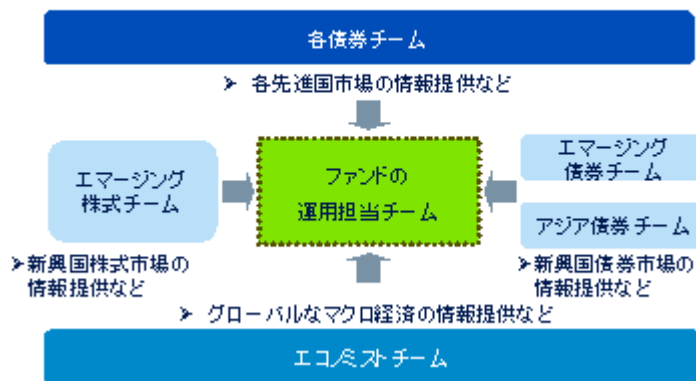 各債券チーム
➢ 各先進国市場の情報提供など
エマージング
株式チーム
ファンドの
運用担当チーム
エマージング
債券チーム
アジア債券チーム
➢新興国株式市場の
情報提供など
➢新興国債券市場の
情報提供など
➢ グローバルなマクロ経済の情報提供など
エコノミストチーム